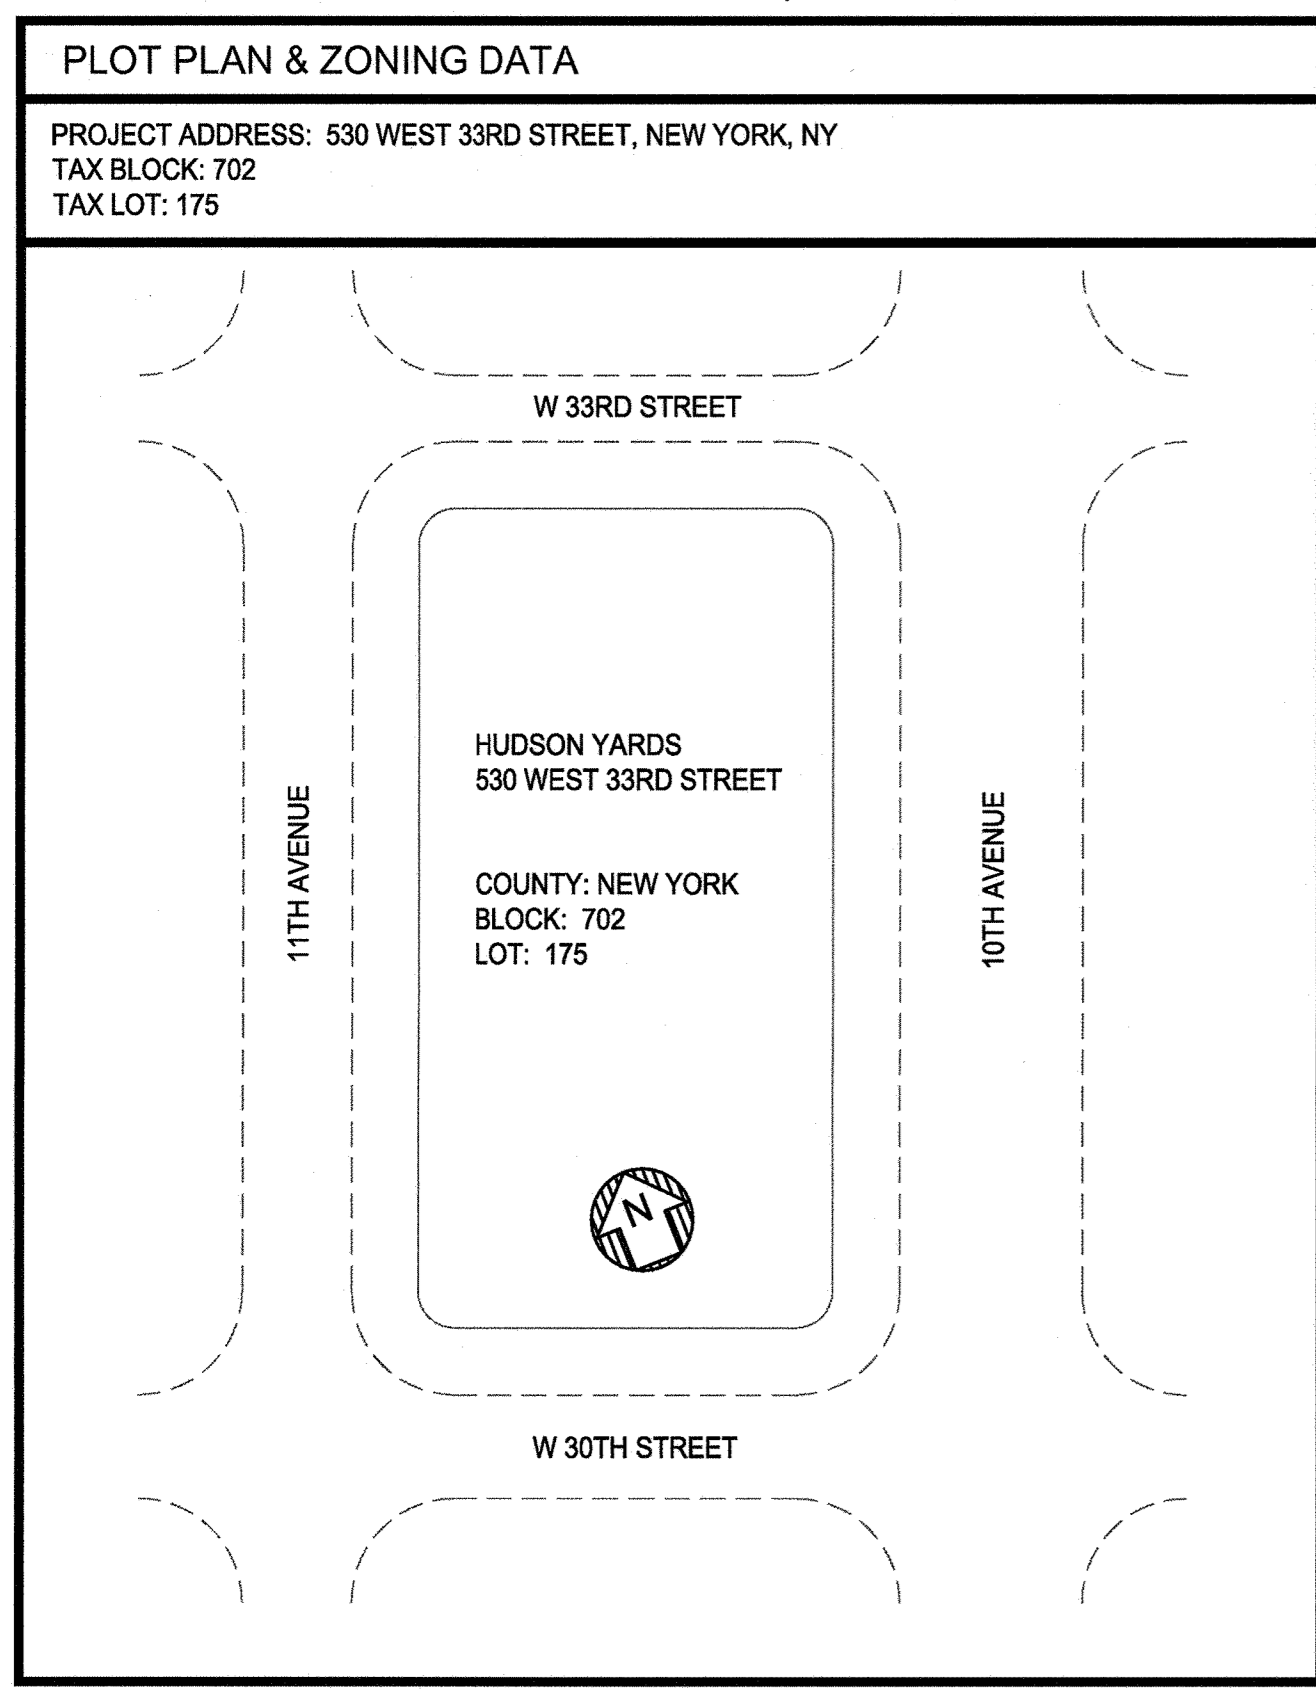 PLOT PLAN & ZONING DATA
PROJECT ADDRESS: 530 WEST 33RD STREET, NEW YORK, NY
TAX BLOCK: 702
TAX LOT: 175
W 33RD STREET
HUDSON YARDS
530 WEST 33RD STREET
11TH AVENUE
10TH AVENUE
COUNTY: NEW YORK
BLOCK: 702
LOT: 175
N
W 30TH STREET